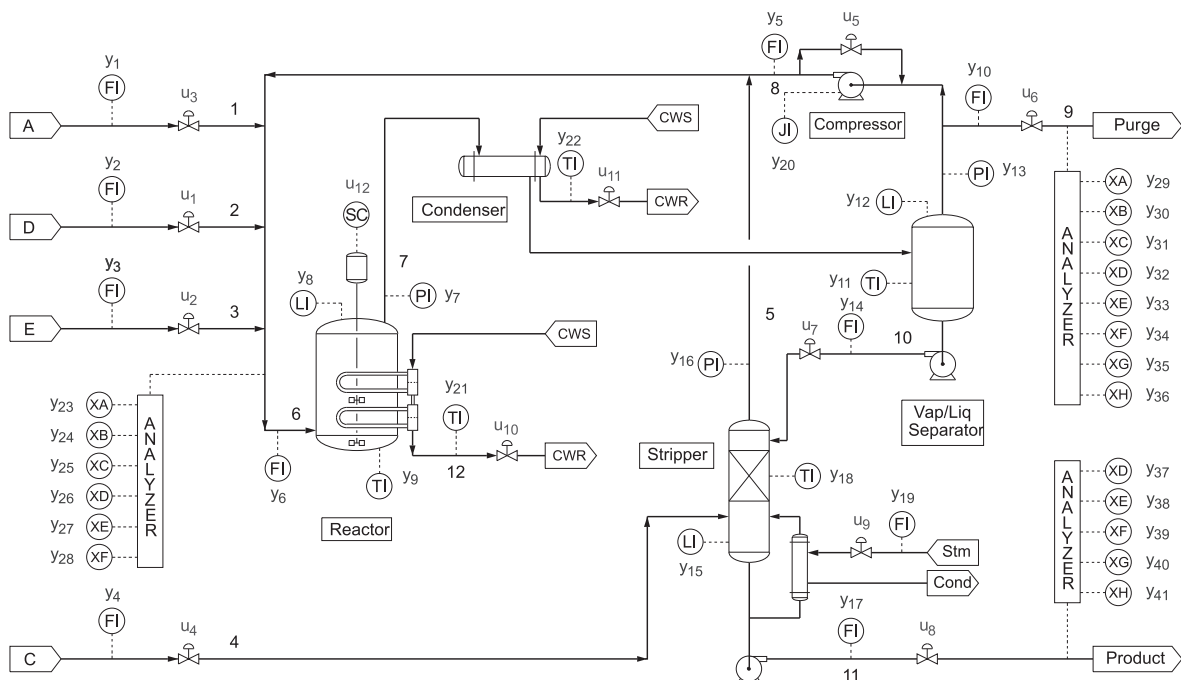 y5 u5
y1 FI y10
FI u3 1 8 FI u6 9
A CWS JI Compressor Purge
y2 y22 y20 PI y13
FI u1 2 u12 TI u11 XA y29
D SC Condenser CWR y12 LI XB y30
y3 7 XC y31
FI u2 y8 y11 TI ANALYZER XD y32
E 3 LI PI y7 5 y14 XE y33
CWS u7 FI 10 XF y34
y16 PI XG y35
y21 XH y36
y23 XA 6 TI u10 Vap/Liq
y24 XB Separator
y25 XC ANALYZER FI TI y9 12 CWR Stripper TI y18 XD y37
y26 XD y6 y19 XE y38
y27 XE Reactor LI u9 FI ANALYZER XF y39
y28 XF y15 Stm XG y40
y4 Cond XH y41
FI u4 4 y17
C FI u8 Product
11